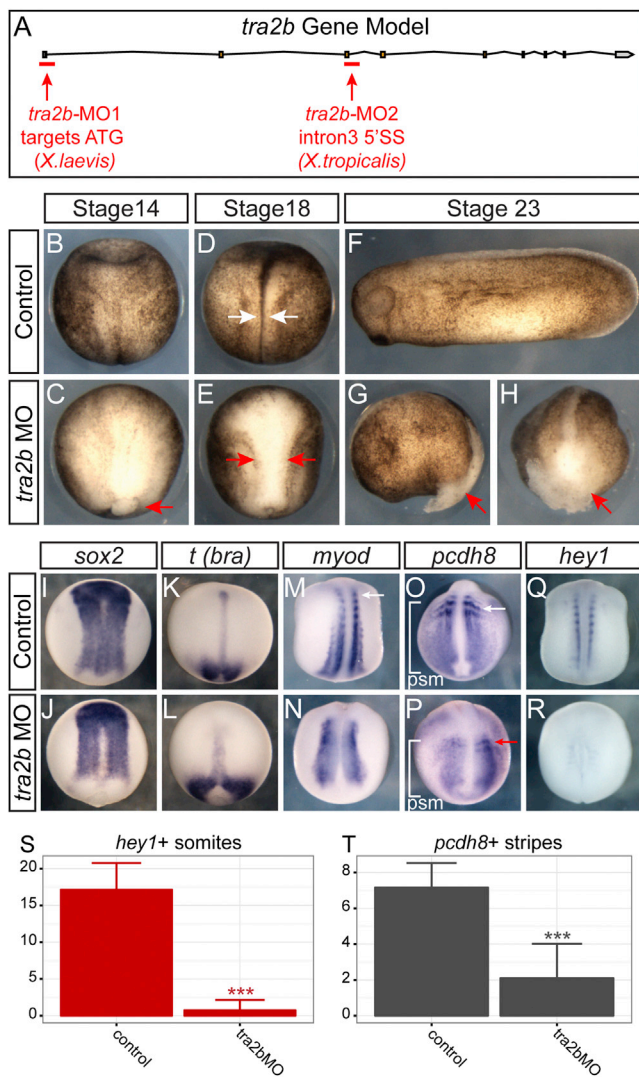 A
tra2b Gene Model
tra2b-MO1
targets ATG
(X.laevis)
tra2b-MO2
intron3 5'SS
(X.tropicalis)
Stage14
Stage18
Stage 23
Control
B
D
F
tra2b MO
C
E
G
H
sox2
t (bra)
myod
pcdh8
hey1
Control
I
K
M
O
Q
psm
tra2b MO
J
L
N
P
R
psm
S
hey1+ somites
20
15
10
5
0
***
control
tra2bMO
T
pcdh8+ stripes
8
6
4
2
0
***
control
tra2bMO